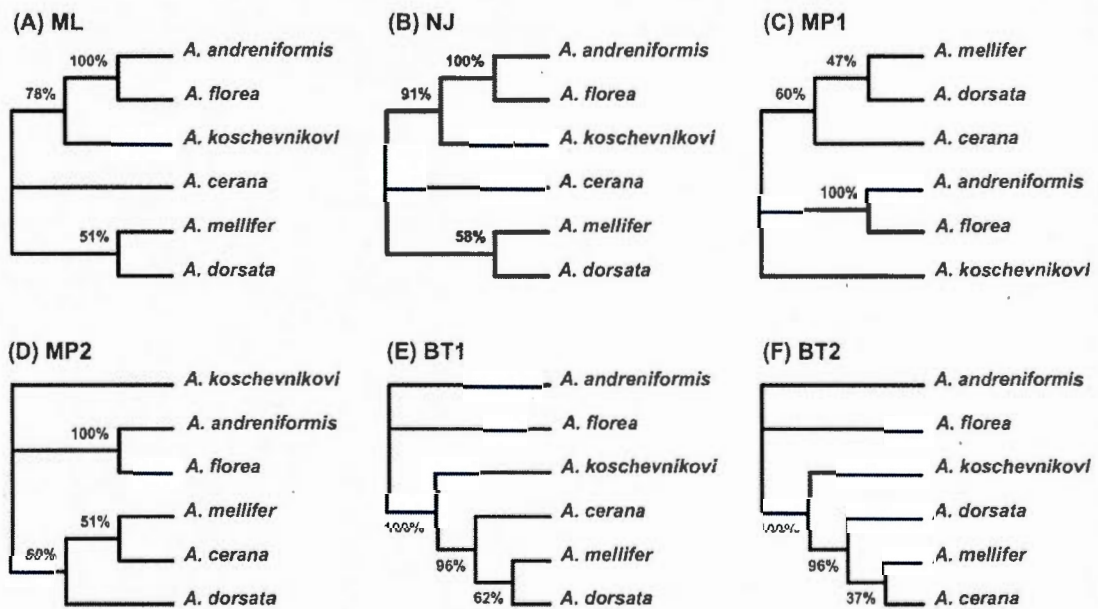 (A) ML
100%
A. andreniformis
78%
A. florea
A. koschevnikovi
A. cerana
51%
A. mellifer
A. dorsata
(B) NJ
100%
A. andreniformis
91%
A. florea
A. koschevnikovi
A. cerana
58%
A. mellifer
A. dorsata
(C) MP1
47%
A. mellifer
60%
A. dorsata
A. cerana
100%
A. andreniformis
A. florea
A. koschevnikovi
(D) MP2
A. koschevnikovi
100%
A. andreniformis
A. florea
51%
A. mellifer
60%
A. cerana
A. dorsata
(E) BT1
A. andreniformis
A. florea
A. koschevnikovi
100%
A. cerana
96%
A. mellifer
62%
A. dorsata
(F) BT2
A. andreniformis
A. florea
A. koschevnikovi
100%
A. dorsata
96%
A. mellifer
37%
A. cerana